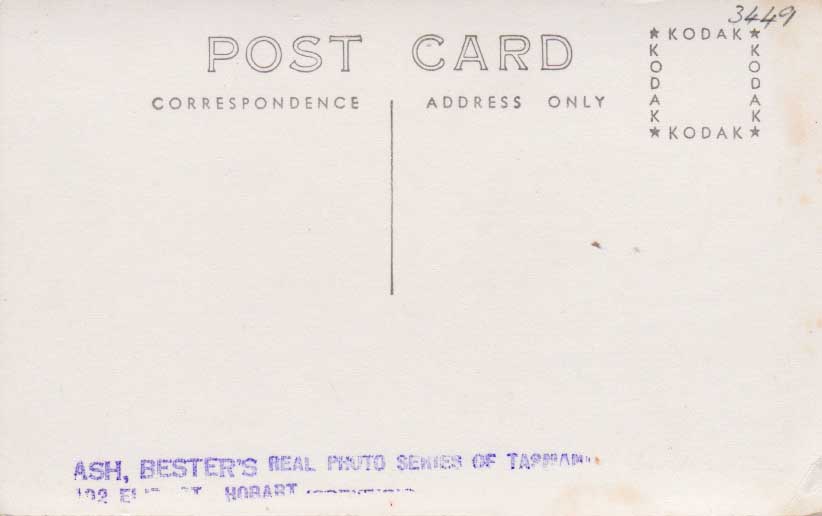 3449
POST CARD
CORRESPONDENCE
ADDRESS ONLY
★ KODAK ★
KODAK
KODAK
★ KODAK ★
ASH, BESTER'S REAL PHOTO SERIES OF
HOBART